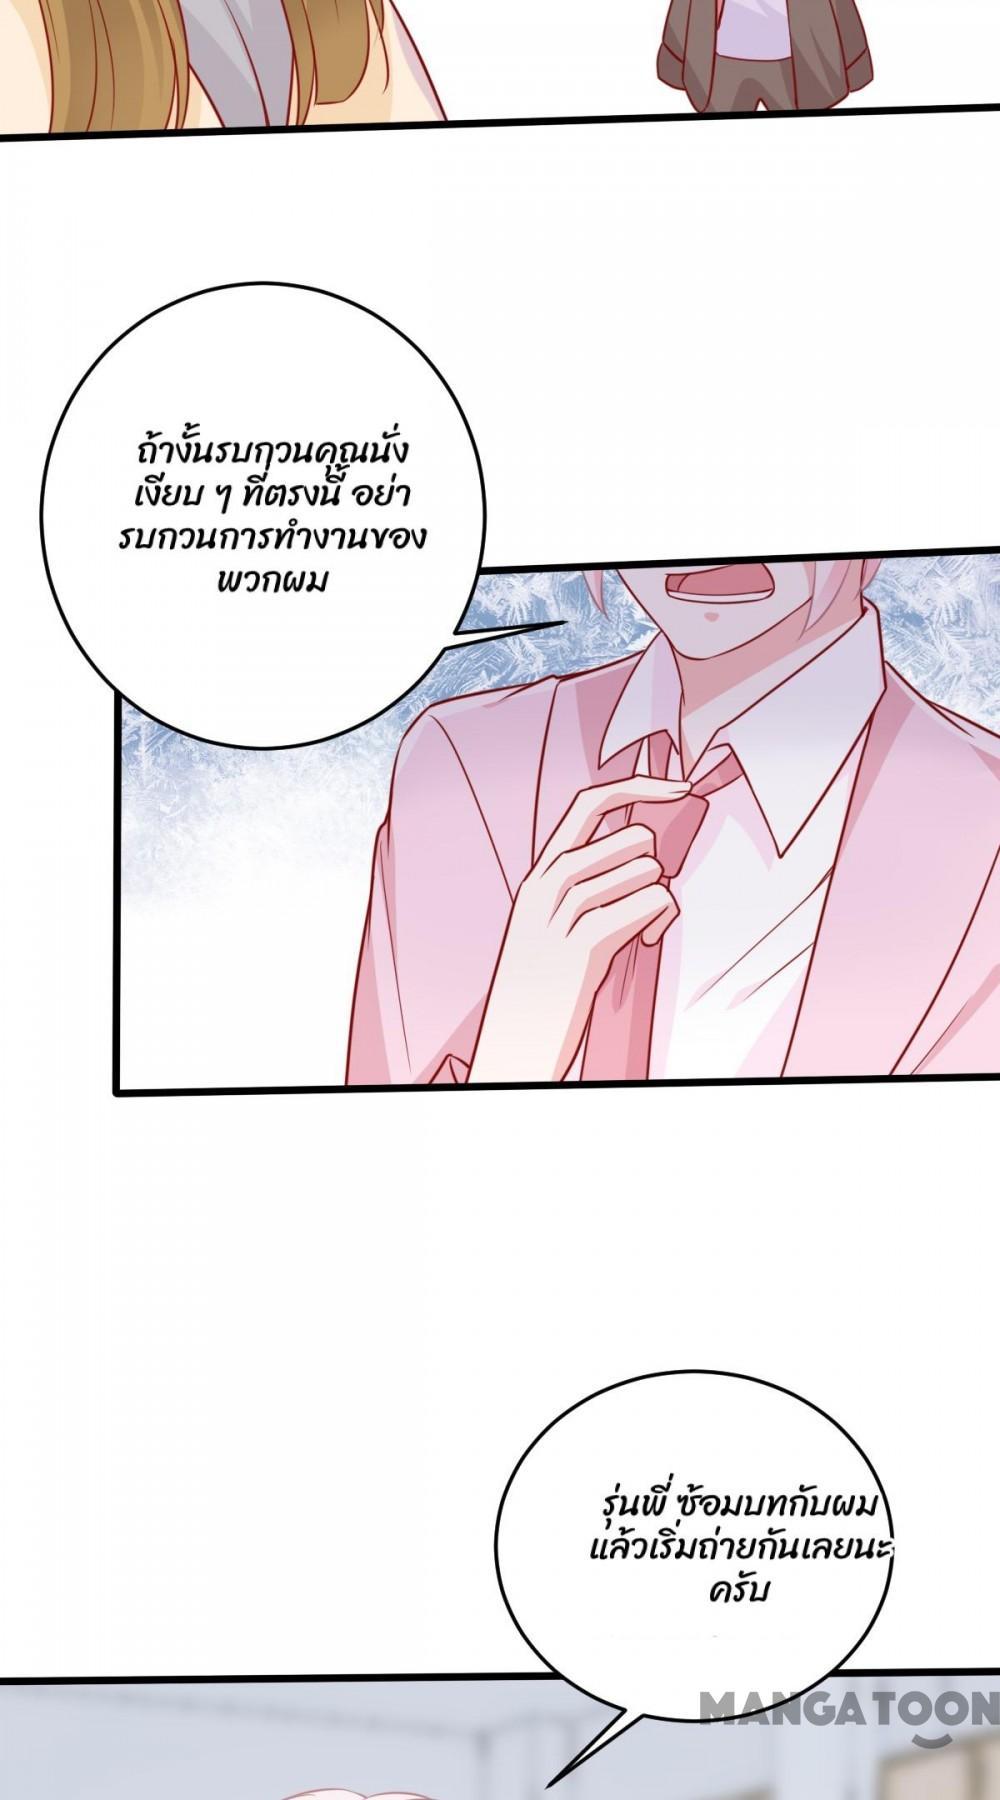 ถ้างั้นรบกวนคุณนั่ง
เงียบ ๆ ที่ตรงนี้ อย่า
รบกวนการทำงานของ
พวกผม
รุ่นพี่ ซ้อมบทกับผม
แล้วเริ่มถ่ายกันเลยนะ
ครับ
MANGATOON